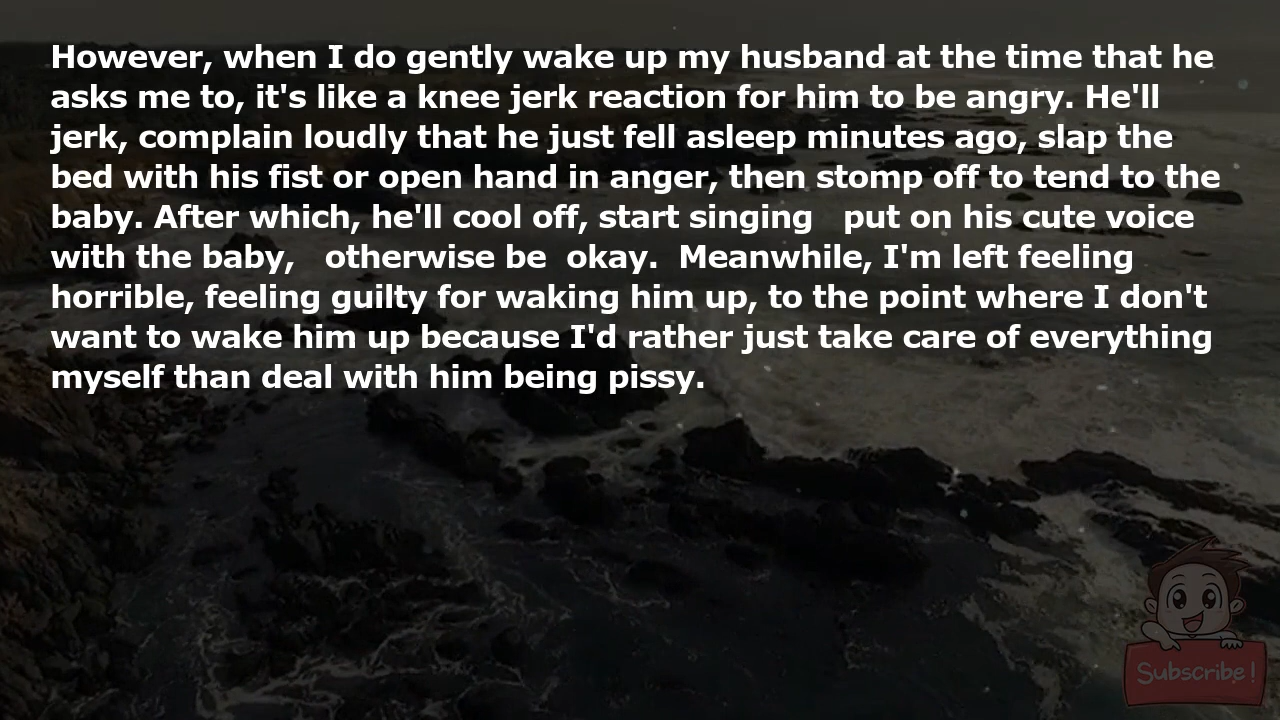 However, when I do gently wake up my husband at the time that he
asks me to, it's like a knee jerk reaction for him to be angry. He'll
jerk, complain loudly that he just fell asleep minutes ago, slap the
bed with his fist or open hand in anger, then stomp off to tend to the
baby. After which, he'll cool off, start singing   put on his cute voice
with the baby,   otherwise be  okay.  Meanwhile, I'm left feeling
horrible, feeling guilty for waking him up, to the point where I don't
want to wake him up because I'd rather just take care of everything
myself than deal with him being pissy.
Subscribe!